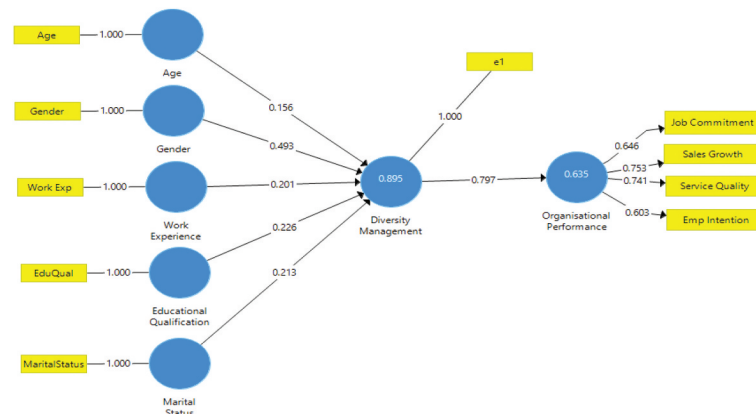 Age
1.000
Age
e1
0.156
1.000
Gender
1.000
Gender
0.493
Job Commitment
0.646
Sales Growth
0.753
Work Exp
1.000
0.201
0.895
0.797
0.635
0.741
Service Quality
Work
Experience
0.226
Diversity
Management
Organisational
Performance
0.603
Emp Intention
EduQual
1.000
0.213
Educational
Qualification
MaritalStatus
1.000
Marital
Status